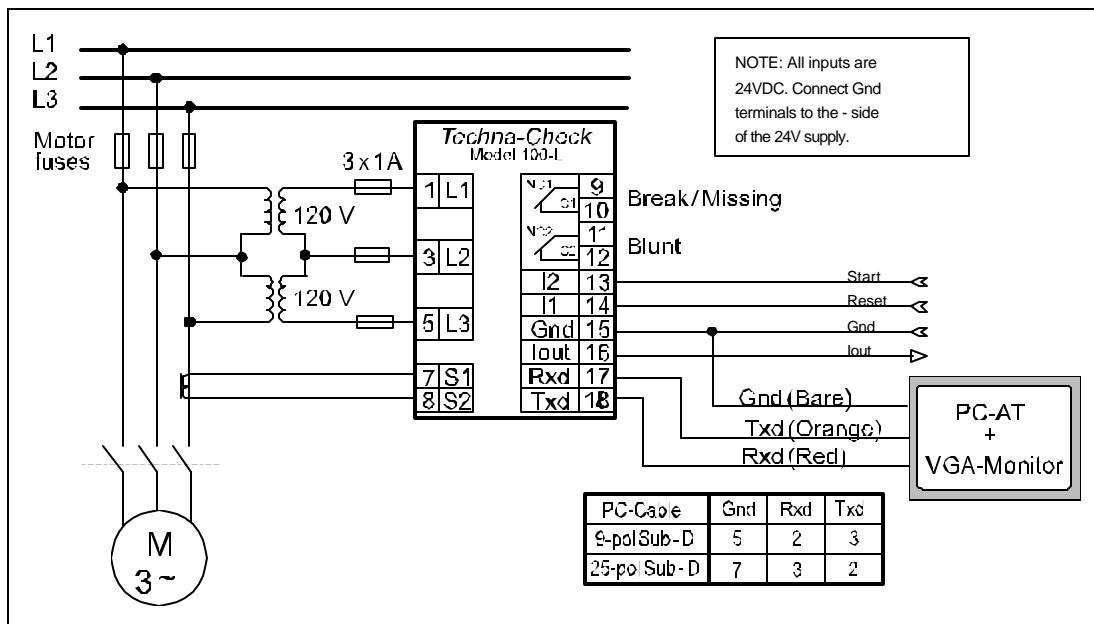 L1
L2
L3
Motor
fuses
3 x 1A
120 V
120 V
NOTE: All inputs are
24VDC. Connect Gnd
terminals to the - side
of the 24V supply.
Techna-Check
Model 100-L
1 L1
3 L2
5 L3
7 S1
8 S2
9
10
11
12
I2 13
I1 14
Gnd 15
Iout 16
Rxd 17
Txd 18
Break/Missing
Blunt
Start
Reset
Gnd
Iout
Gnd (Bare)
Txd (Orange)
Rxd (Red)
PC-AT
+
VGA-Monitor
PC-Cable Gnd Rxd Txd
9-pol Sub-D 5 2 3
25-pol Sub-D 7 3 2
M
3 ~